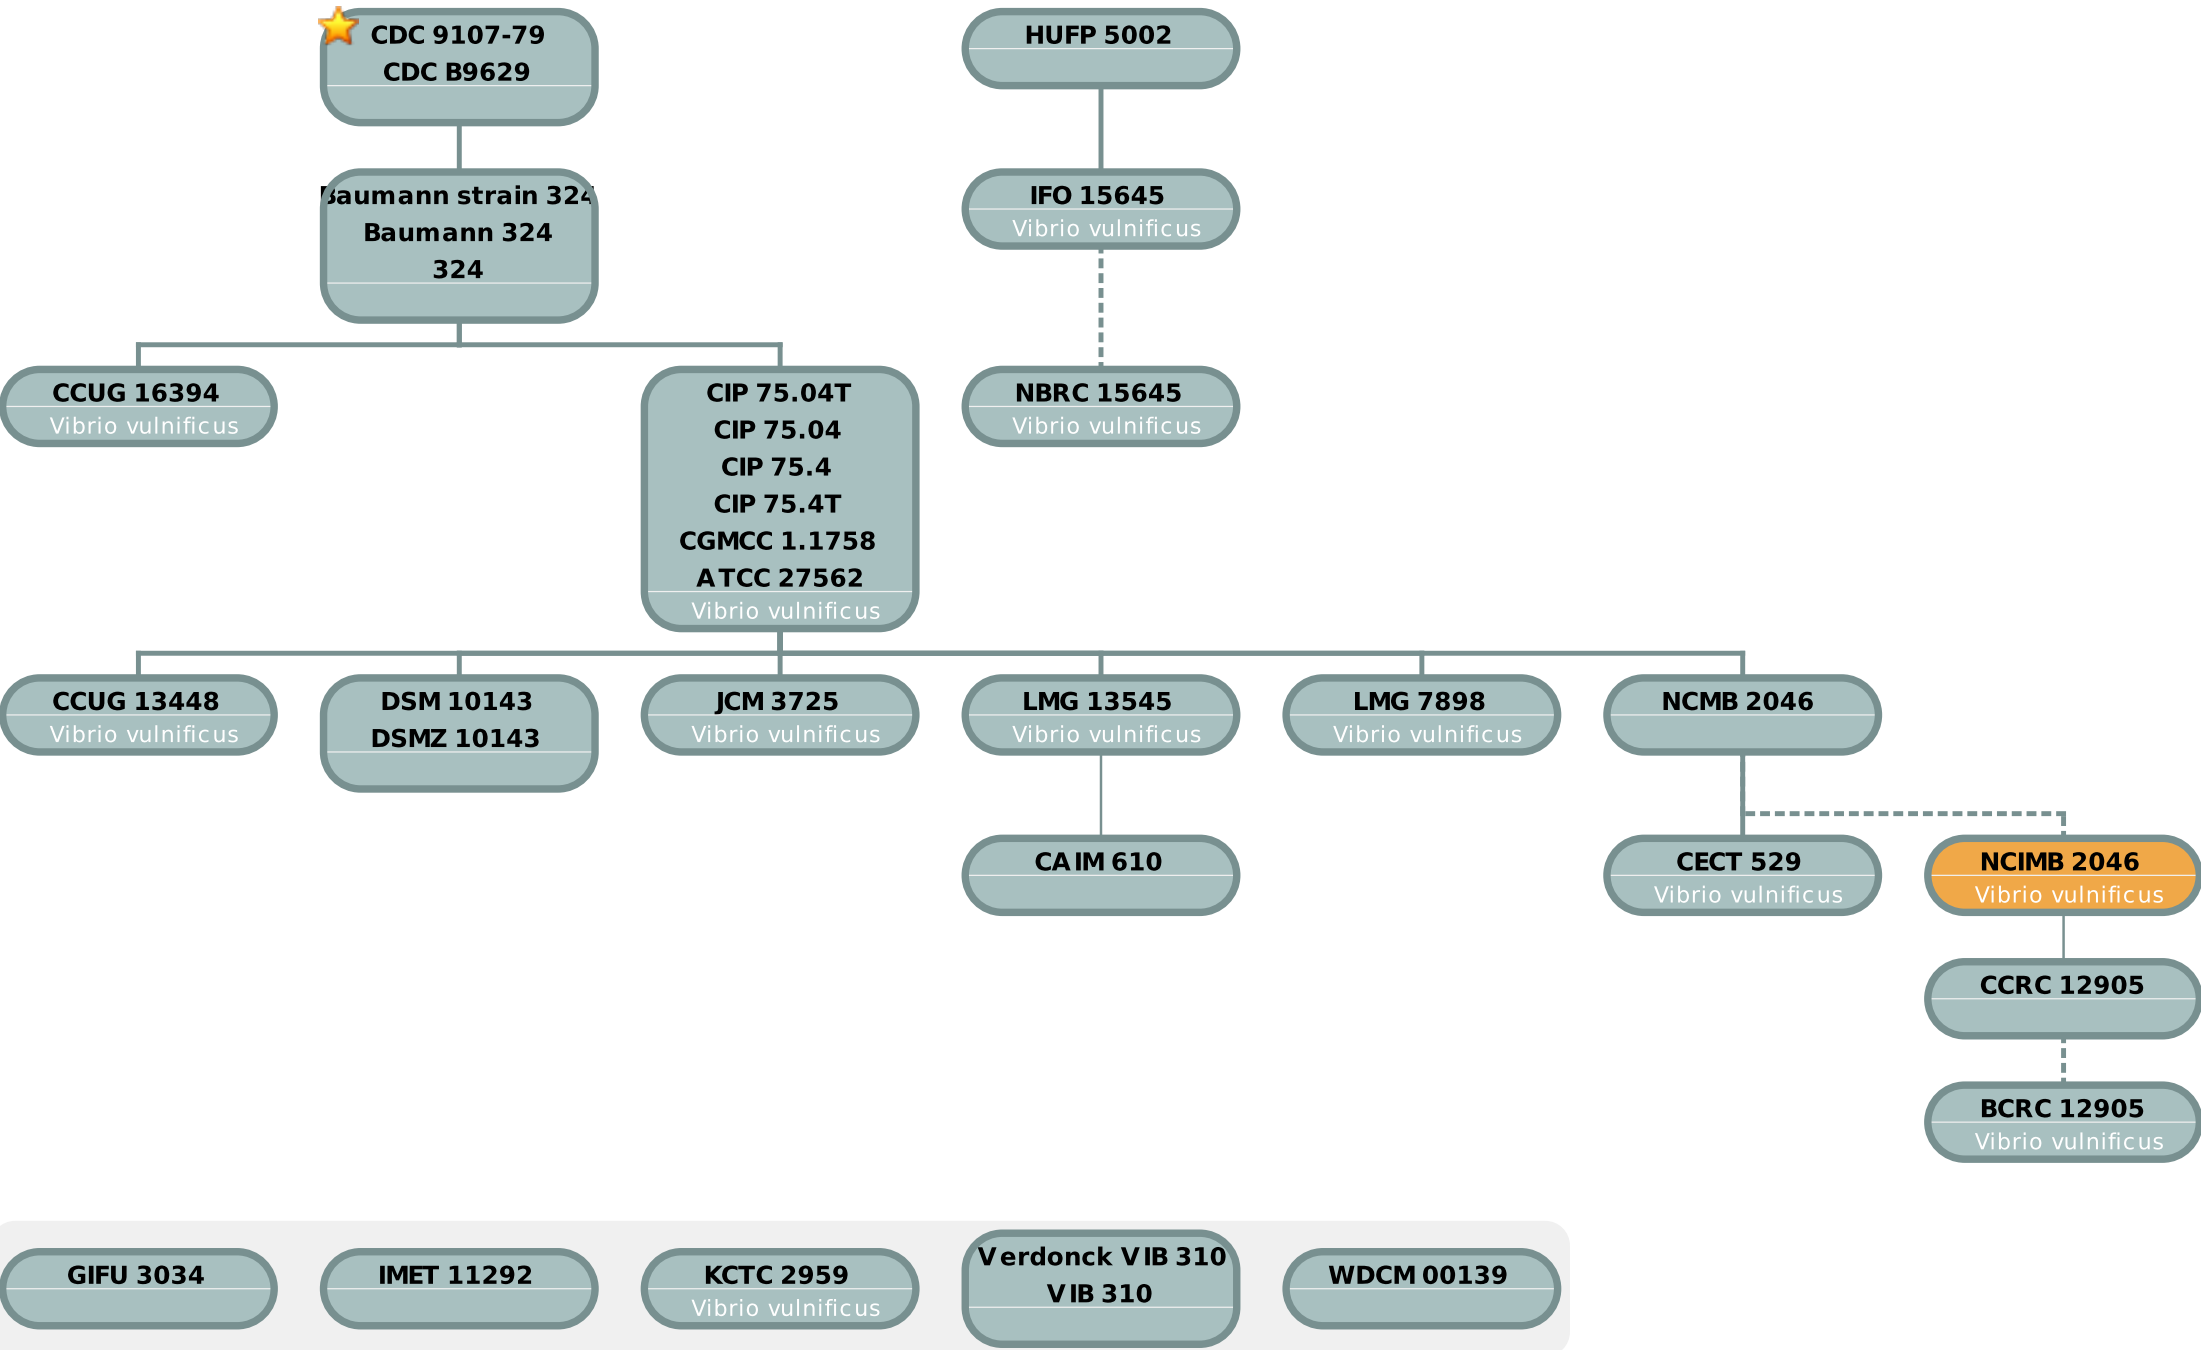 CDC 9107-79
CDC B9629
HUFP 5002
Baumann strain 324
Baumann 324
324
IFO 15645
Vibrio vulnificus
CCUG 16394
Vibrio vulnificus
CIP 75.04T
CIP 75.04
CIP 75.4
CIP 75.4T
CGMCC 1.1758
ATCC 27562
Vibrio vulnificus
NBRC 15645
Vibrio vulnificus
CCUG 13448
Vibrio vulnificus
DSM 10143
DSMZ 10143
JCM 3725
Vibrio vulnificus
LMG 13545
Vibrio vulnificus
LMG 7898
Vibrio vulnificus
NCMB 2046
CAIM 610
CECT 529
Vibrio vulnificus
NCIMB 2046
Vibrio vulnificus
CCRC 12905
BCRC 12905
Vibrio vulnificus
GIFU 3034
IMET 11292
KCTC 2959
Vibrio vulnificus
Verdonck VIB 310
VIB 310
WDCM 00139